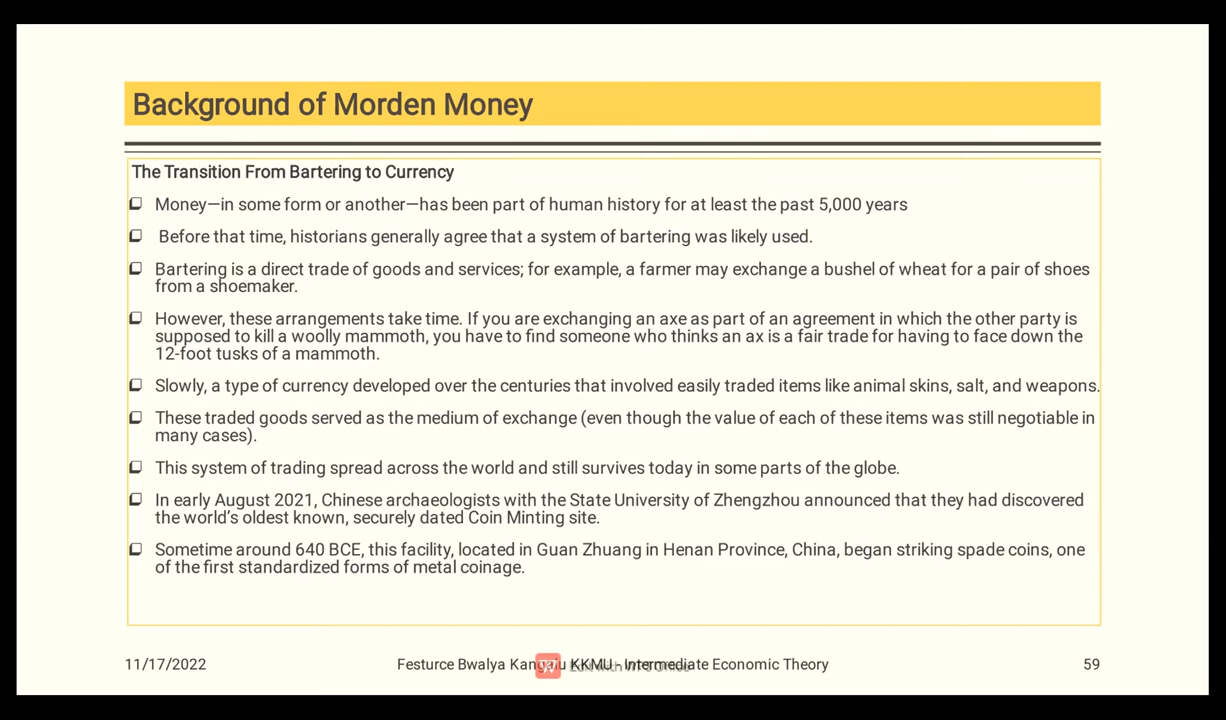 Background of Morden Money
The Transition From Bartering to Currency
Money—in some form or another—has been part of human history for at least the past 5,000 years
Before that time, historians generally agree that a system of bartering was likely used.
Bartering is a direct trade of goods and services; for example, a farmer may exchange a bushel of wheat for a pair of shoes
from a shoemaker.
However, these arrangements take time. If you are exchanging an axe as part of an agreement in which the other party is
supposed to kill a woolly mammoth, you have to find someone who thinks an ax is a fair trade for having to face down the
12-foot tusks of a mammoth.
Slowly, a type of currency developed over the centuries that involved easily traded items like animal skins, salt, and weapons.
These traded goods served as the medium of exchange (even though the value of each of these items was still negotiable in
many cases).
This system of trading spread across the world and still survives today in some parts of the globe.
In early August 2021, Chinese archaeologists with the State University of Zhengzhou announced that they had discovered
the world's oldest known, securely dated Coin Minting site.
Sometime around 640 BCE, this facility, located in Guan Zhuang in Henan Province, China, began striking spade coins, one
of the first standardized forms of metal coinage.
11/17/2022 Festurce Bwalya KKMU - Intermediate Economic Theory 59